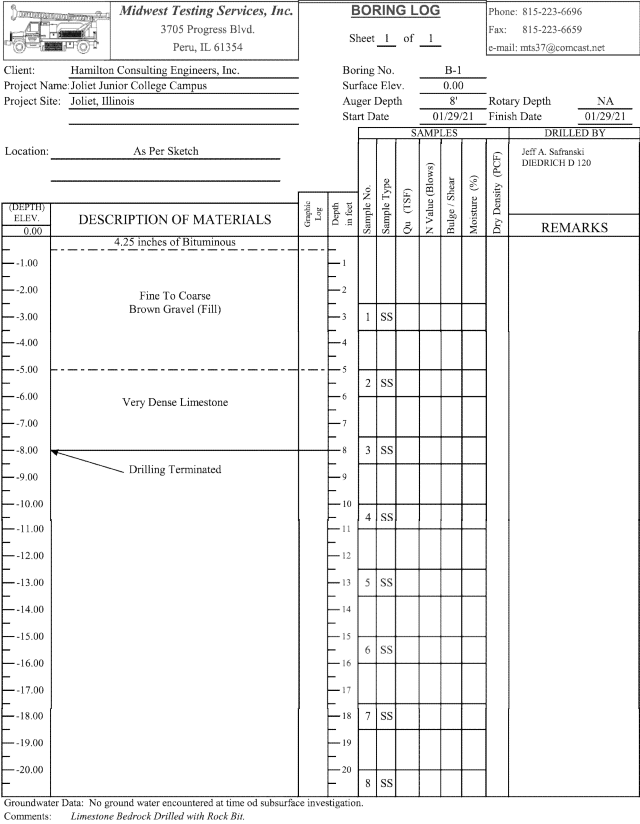 Midwest Testing Services, Inc.
3705 Progress Blvd.
Peru, IL 61354
BORING LOG
Sheet 1 of 1
Phone: 815-223-6696
Fax: 815-223-6659
e-mail: mts37@comcast.net
Client: Hamilton Consulting Engineers, Inc.
Project Name: Joliet Junior College Campus
Project Site: Joliet, Illinois
Boring No. B-1
Surface Elev. 0.00
Auger Depth 8' Rotary Depth NA
Start Date 01/29/21 Finish Date 01/29/21
Location: As Per Sketch
SAMPLES
DRILLED BY
Jeff A. Safranski
DIEDRICH D 120
(DEPTH)
ELEV.
0.00
DESCRIPTION OF MATERIALS
Graphic
Log
Depth
in feet
Sample No.
Sample Type
Qu (TSF)
N Value (Blows)
Bulge / Shear
Moisture (%)
Dry Density (PCF)
REMARKS
4.25 inches of Bituminous
-1.00 1
2
Fine To Coarse
Brown Gravel (Fill)
-3.00 3 1 SS
-4.00 4
-5.00 5
2 SS
-6.00 6
Very Dense Limestone
-7.00 7
-8.00 8 3 SS
Drilling Terminated
-9.00 9
-10.00 10
4 SS
-11.00 11
12
-13.00 13 5 SS
-15.00 15
6 SS
-16.00 16
-17.00 17
-18.00 18 7 SS
-19.00 19
-20.00 20
8 SS
Groundwater Data: No ground water encountered at time od subsurface investigation.
Comments: Limestone Bedrock Drilled with Rock Bit.